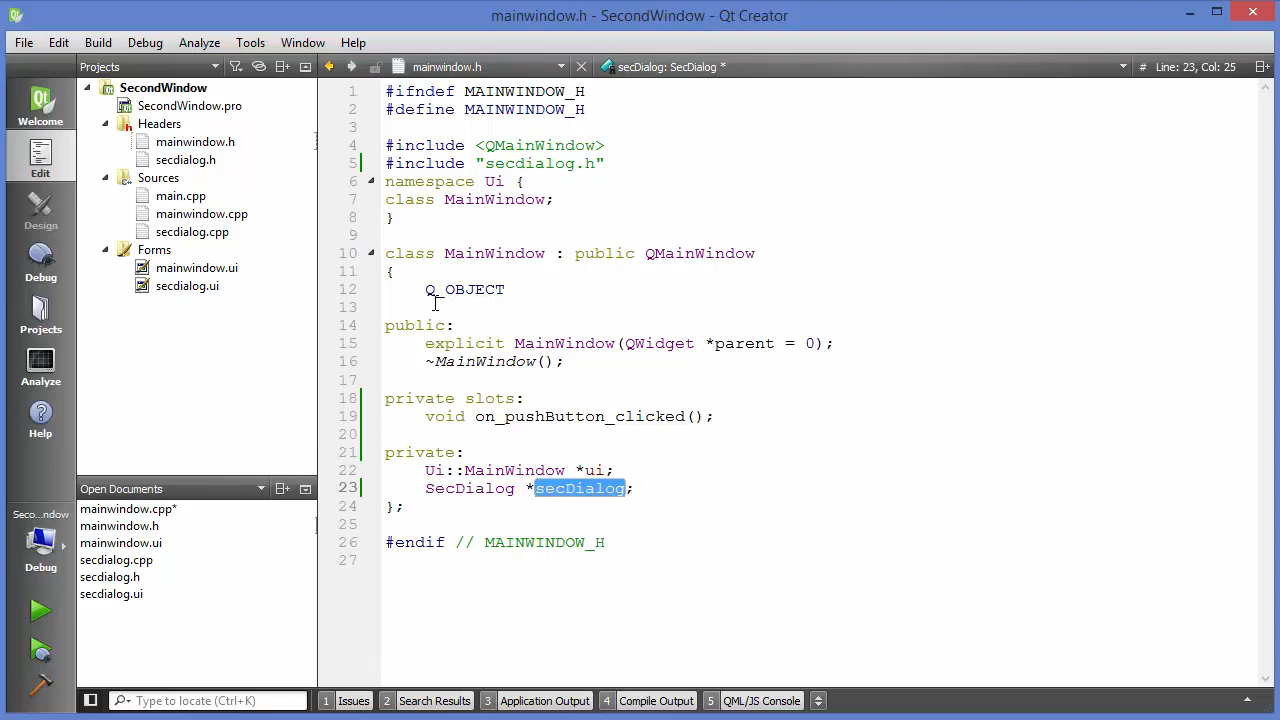 mainwindow.h - SecondWindow - Qt Creator
File Edit Build Debug Analyze Tools Window Help
Projects
mainwindow.h
secDialog: SecDialog *
# Line: 23, Col: 25
Qt
Welcome
Edit
Design
Debug
Projects
Analyze
Help
Seco...ndow
Debug
SecondWindow
SecondWindow.pro
Headers
mainwindow.h
secdialog.h
Sources
main.cpp
mainwindow.cpp
secdialog.cpp
Forms
mainwindow.ui
secdialog.ui
Open Documents
mainwindow.cpp*
mainwindow.h
mainwindow.ui
secdialog.cpp
secdialog.h
secdialog.ui
1 #ifndef MAINWINDOW_H
2 #define MAINWINDOW_H
3
4 #include <QMainWindow>
5 #include "secdialog.h"
6 namespace Ui {
7 class MainWindow;
8 }
9
10 class MainWindow : public QMainWindow
11 {
12 Q_OBJECT
13
14 public:
15 explicit MainWindow(QWidget *parent = 0);
16 ~MainWindow();
17
18 private slots:
19 void on_pushButton_clicked();
20
21 private:
22 Ui::MainWindow *ui;
23 SecDialog *secDialog;
24 };
25
26 #endif // MAINWINDOW_H
27
Type to locate (Ctrl+K)
1 Issues
2 Search Results
3 Application Output
4 Compile Output
5 QML/JS Console